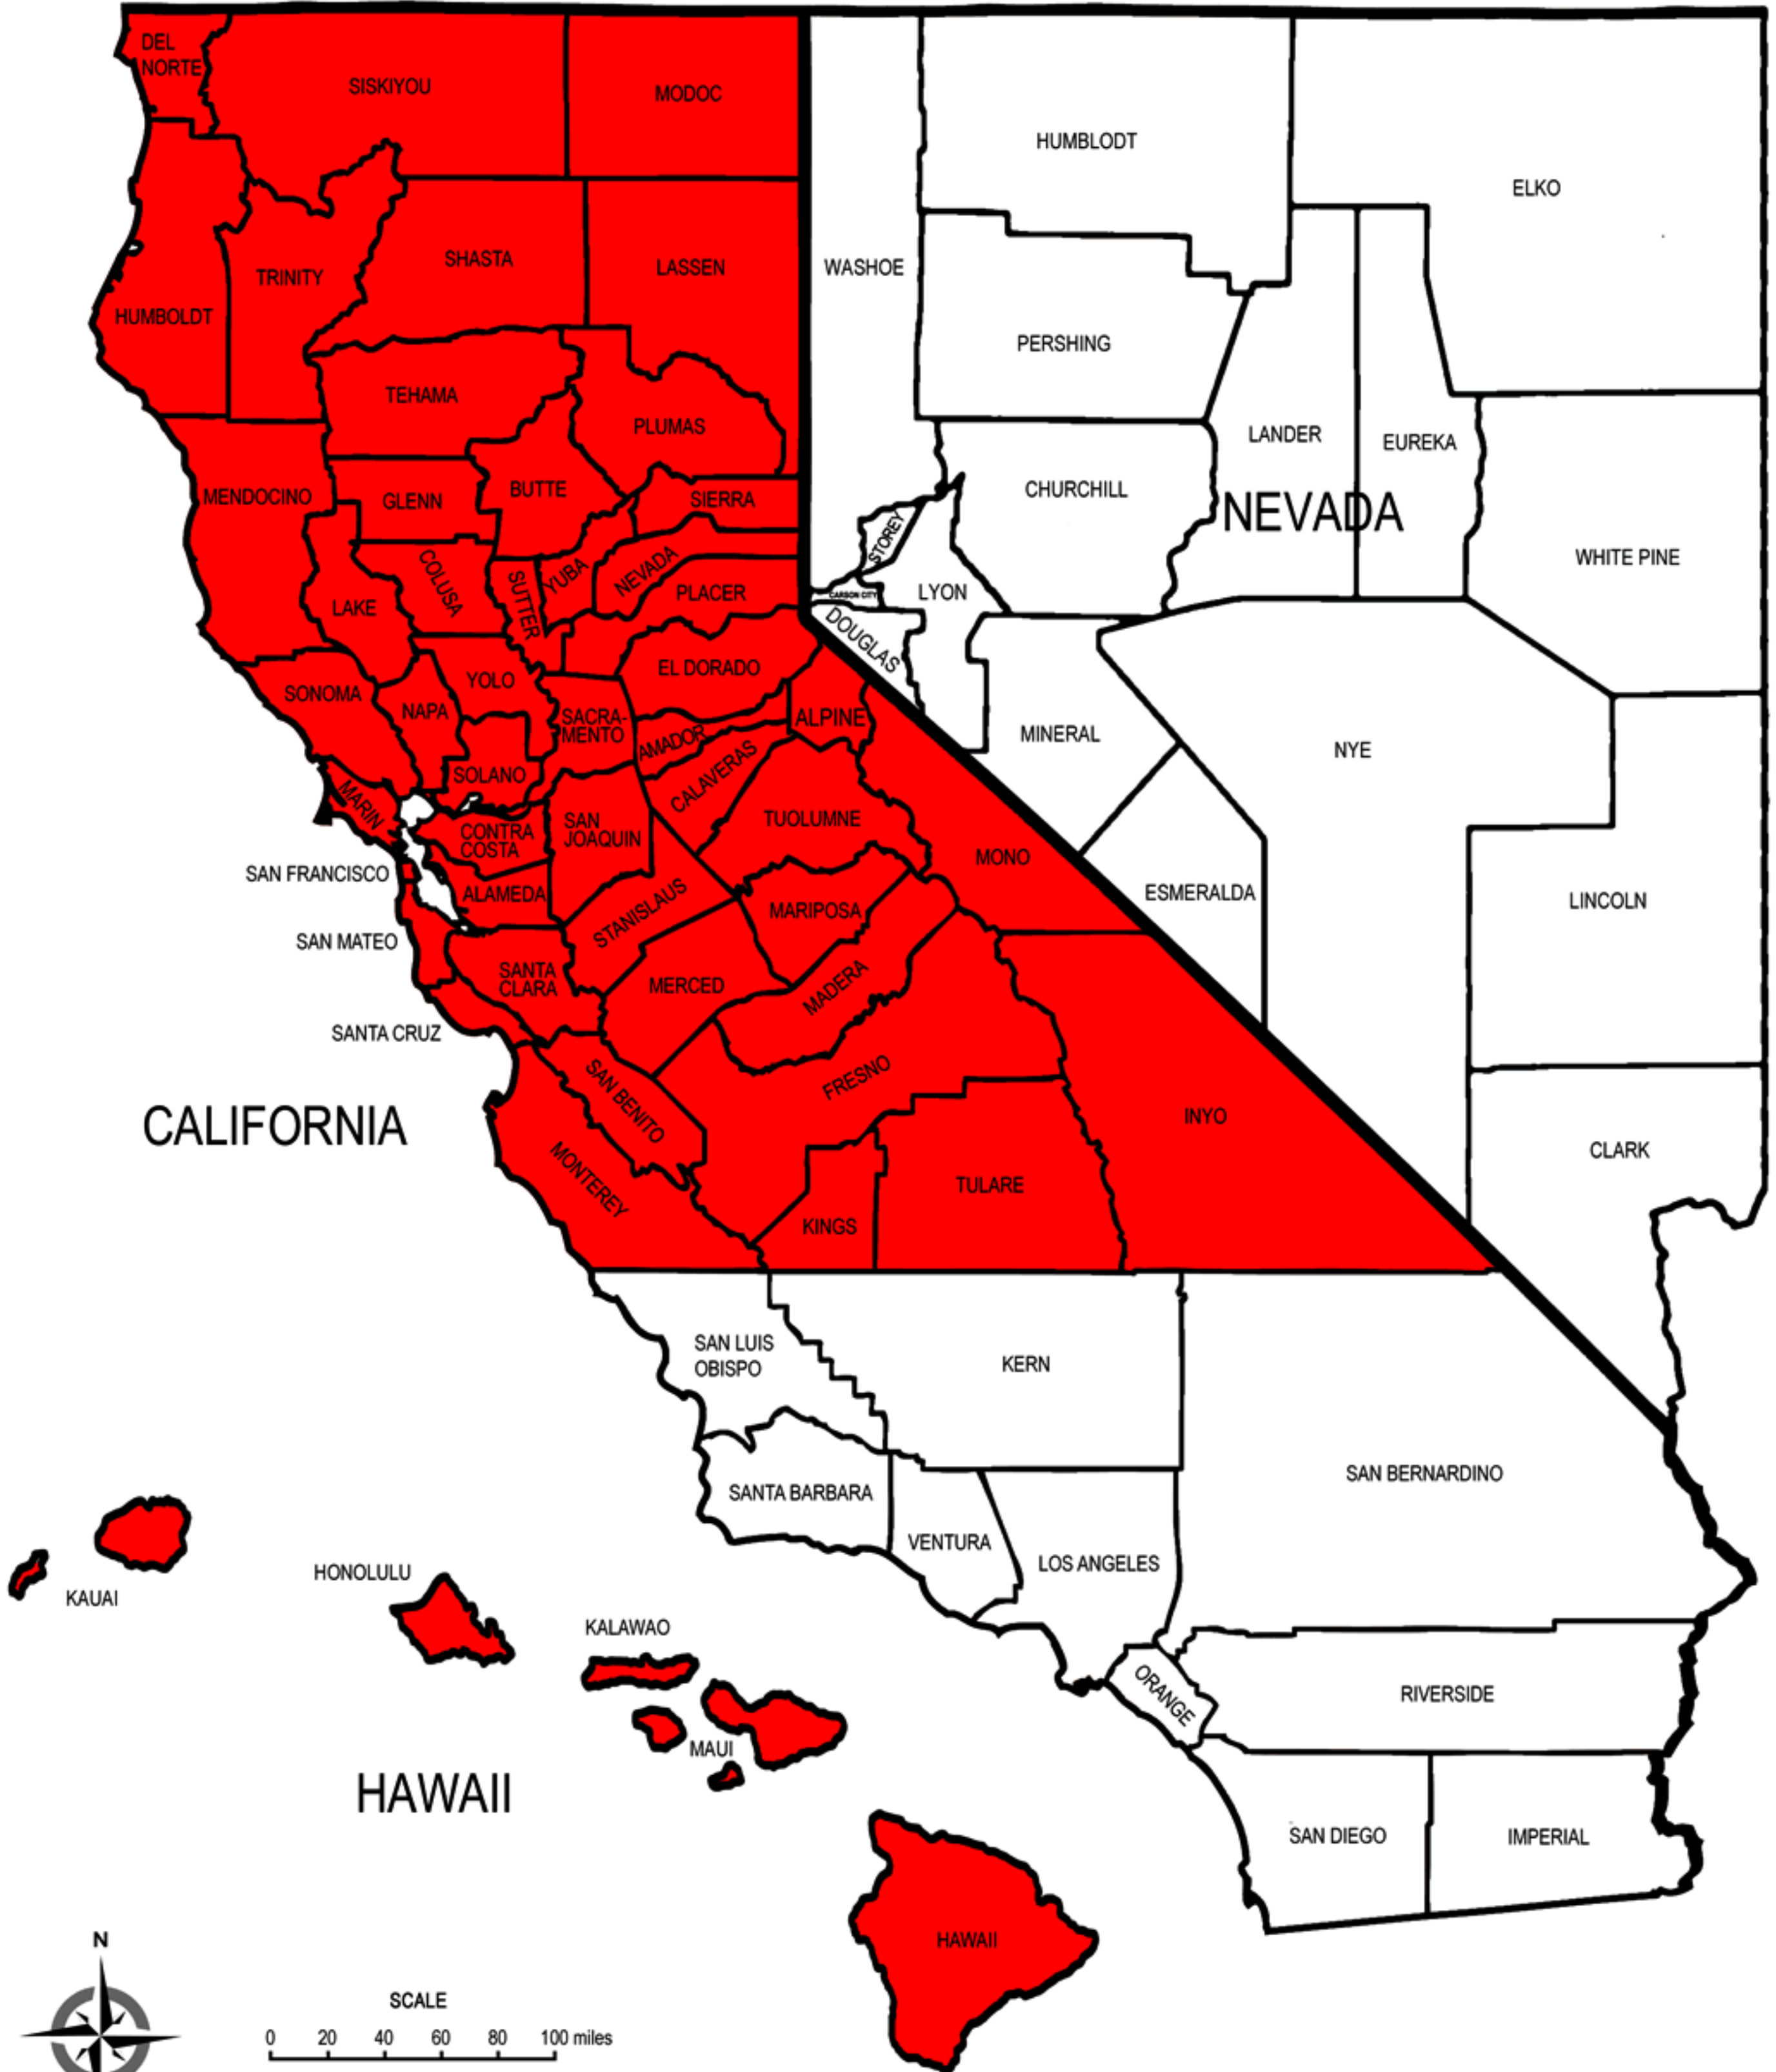 DEL
NORTE
SISKIYOU
MODOC
HUMBLODT
ELKO
SHASTA
LASSEN
WASHOE
TRINITY
HUMBOLDT
PERSHING
TEHAMA
PLUMAS
LANDER
EUREKA
MENDOCINO
GLENN
BUTTE
SIERRA
CHURCHILL
NEVADA
STOREY
WHITE PINE
COLUSA
SUTTER
YUBA
NEVADA
PLACER
CARSON CITY
LYON
LAKE
DOUGLAS
EL DORADO
SONOMA
YOLO
NAPA
SACRA-
MENTO
ALPINE
AMADOR
MINERAL
NYE
SOLANO
CALAVERAS
MARIN
CONTRA
COSTA
SAN
JOAQUIN
TUOLUMNE
MONO
SAN FRANCISCO
ALAMEDA
ESMERALDA
LINCOLN
STANISLAUS
MARIPOSA
SAN MATEO
SANTA
CLARA
MERCED
MADERA
SANTA CRUZ
FRESNO
SAN BENITO
CALIFORNIA
INYO
CLARK
MONTEREY
TULARE
KINGS
SAN LUIS
OBISPO
KERN
SANTA BARBARA
SAN BERNARDINO
VENTURA
LOS ANGELES
HONOLULU
KAUAI
KALAWAO
ORANGE
RIVERSIDE
MAUI
HAWAII
SAN DIEGO
IMPERIAL
HAWAII
N
SCALE
0 20 40 60 80 100 miles